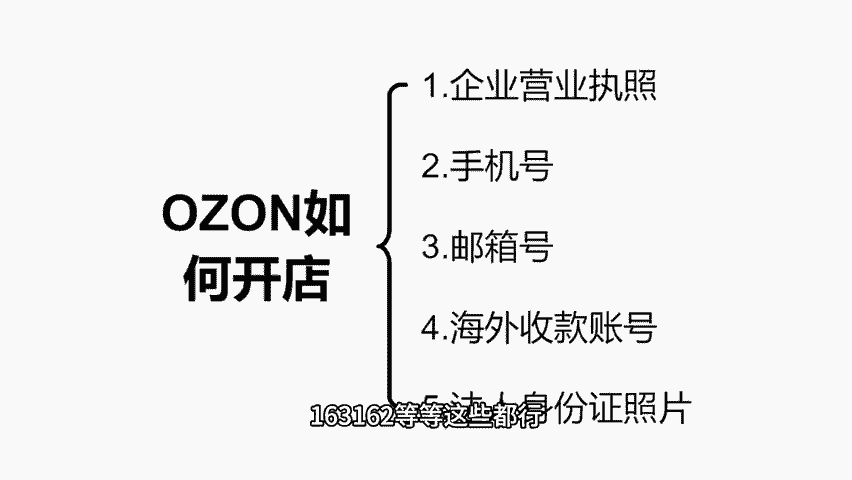 OZON如
何开店
1.企业营业执照
2.手机号
3.邮箱号
4.海外收款账号
5.法人身份证照片
163162等等这些都行